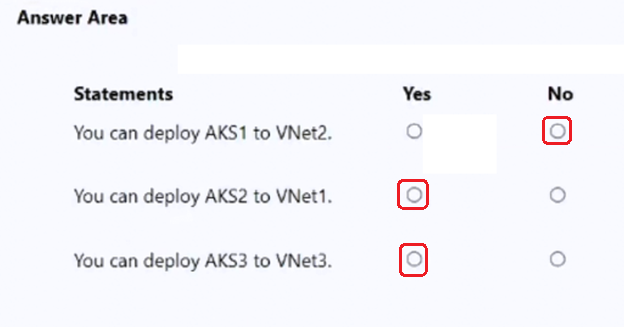 Answer Area
Statements Yes No
You can deploy AKS1 to VNet2.
You can deploy AKS2 to VNet1.
You can deploy AKS3 to VNet3.